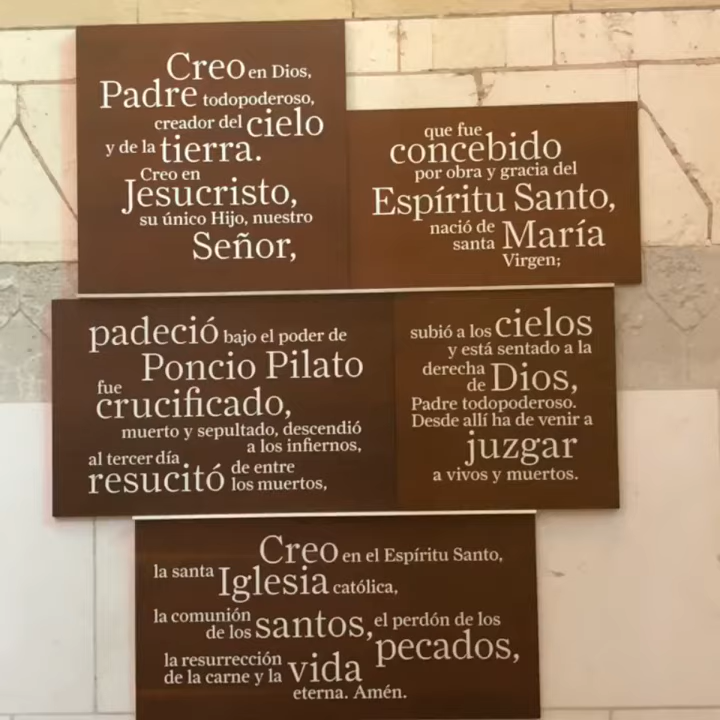 Creo en Dios,
Padre todopoderoso,
creador del cielo
y de la tierra.
Creo en
Jesucristo,
su único Hijo, nuestro
Señor,
que fue
concebido
por obra y gracia del
Espíritu Santo,
nació de
santa María
Virgen;
padeció bajo el poder de
Poncio Pilato
fue
crucificado,
muerto y sepultado, descendió
a los infiernos,
al tercer día
resucitó de entre
los muertos,
subió a los cielos
y está sentado a la
derecha
de Dios,
Padre todopoderoso.
Desde allí ha de venir a
juzgar
a vivos y muertos.
Creo en el Espíritu Santo,
la santa Iglesia católica,
la comunión
de los santos, el perdón de los
pecados,
la resurrección
de la carne y la vida
eterna. Amén.